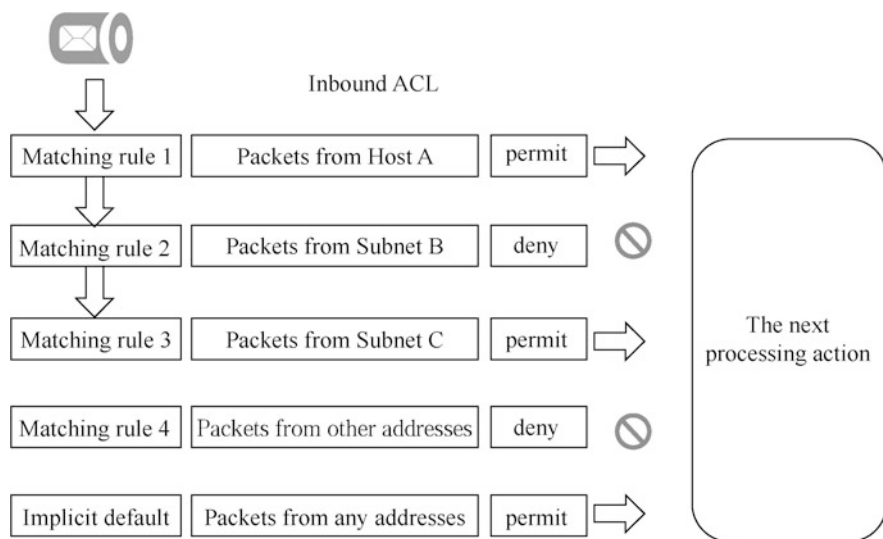 Inbound ACL
Matching rule 1 Packets from Host A permit
Matching rule 2 Packets from Subnet B deny
Matching rule 3 Packets from Subnet C permit
Matching rule 4 Packets from other addresses deny
Implicit default Packets from any addresses permit
The next
processing action